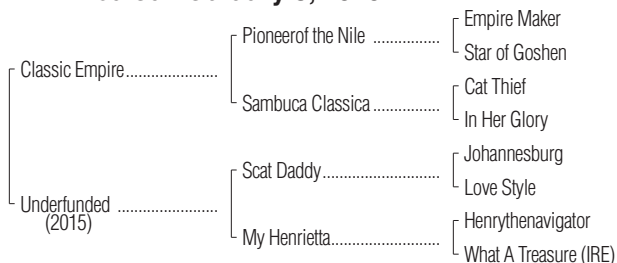 Empire Maker
Pioneerof the Nile ................
Star of Goshen
Classic Empire......................
Cat Thief
Sambuca Classica ................
In Her Glory
Johannesburg
Scat Daddy............................
Love Style
Underfunded ........................
(2015)
Henrythenavigator
My Henrietta..........................
What A Treasure (IRE)